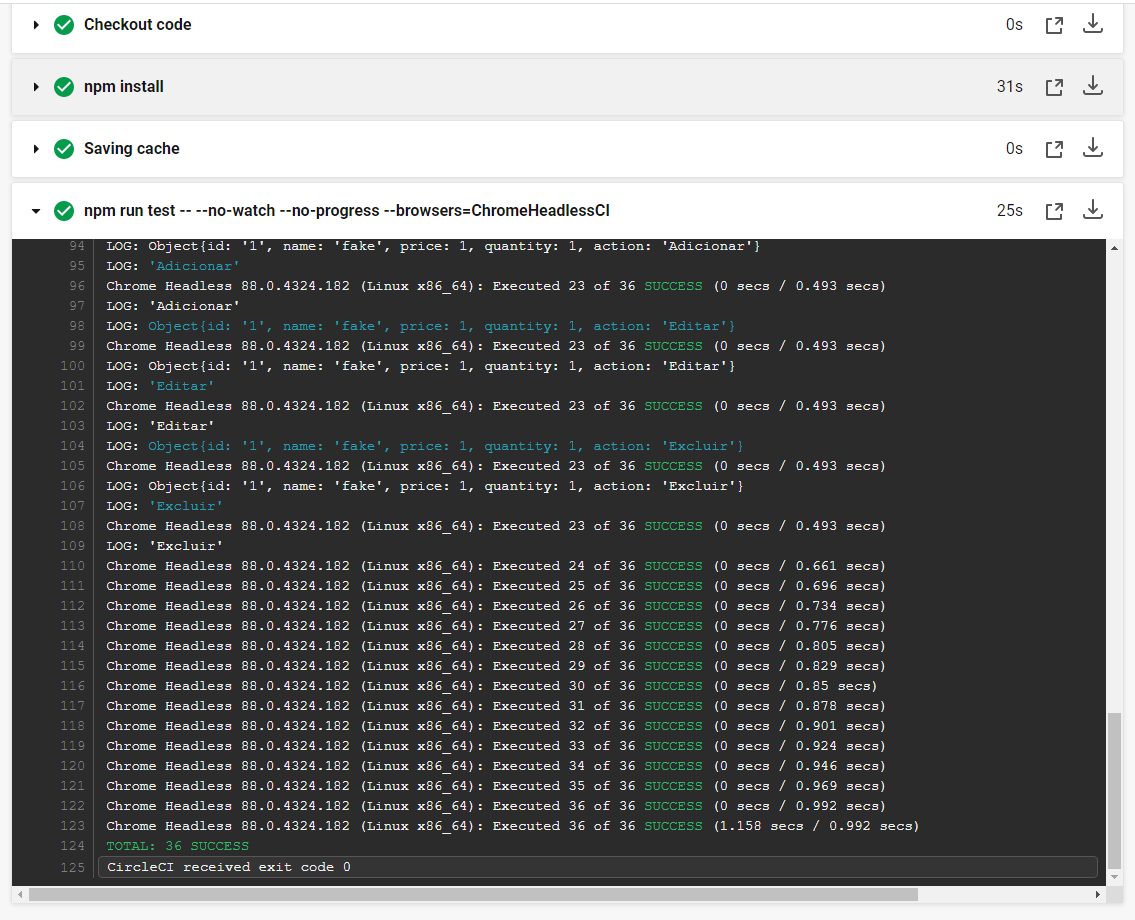 Checkout code 0s
npm install 31s
Saving cache 0s
npm run test -- --no-watch --no-progress --browsers=ChromeHeadlessCI 25s
94 LOG: Object{id: '1', name: 'fake', price: 1, quantity: 1, action: 'Adicionar'}
95 LOG: 'Adicionar'
96 Chrome Headless 88.0.4324.182 (Linux x86_64): Executed 23 of 36 SUCCESS (0 secs / 0.493 secs)
97 LOG: 'Adicionar'
98 LOG: Object{id: '1', name: 'fake', price: 1, quantity: 1, action: 'Editar'}
99 Chrome Headless 88.0.4324.182 (Linux x86_64): Executed 23 of 36 SUCCESS (0 secs / 0.493 secs)
100 LOG: Object{id: '1', name: 'fake', price: 1, quantity: 1, action: 'Editar'}
101 LOG: 'Editar'
102 Chrome Headless 88.0.4324.182 (Linux x86_64): Executed 23 of 36 SUCCESS (0 secs / 0.493 secs)
103 LOG: 'Editar'
104 LOG: Object{id: '1', name: 'fake', price: 1, quantity: 1, action: 'Excluir'}
105 Chrome Headless 88.0.4324.182 (Linux x86_64): Executed 23 of 36 SUCCESS (0 secs / 0.493 secs)
106 LOG: Object{id: '1', name: 'fake', price: 1, quantity: 1, action: 'Excluir'}
107 LOG: 'Excluir'
108 Chrome Headless 88.0.4324.182 (Linux x86_64): Executed 23 of 36 SUCCESS (0 secs / 0.493 secs)
109 LOG: 'Excluir'
110 Chrome Headless 88.0.4324.182 (Linux x86_64): Executed 24 of 36 SUCCESS (0 secs / 0.661 secs)
111 Chrome Headless 88.0.4324.182 (Linux x86_64): Executed 25 of 36 SUCCESS (0 secs / 0.696 secs)
112 Chrome Headless 88.0.4324.182 (Linux x86_64): Executed 26 of 36 SUCCESS (0 secs / 0.734 secs)
113 Chrome Headless 88.0.4324.182 (Linux x86_64): Executed 27 of 36 SUCCESS (0 secs / 0.776 secs)
114 Chrome Headless 88.0.4324.182 (Linux x86_64): Executed 28 of 36 SUCCESS (0 secs / 0.805 secs)
115 Chrome Headless 88.0.4324.182 (Linux x86_64): Executed 29 of 36 SUCCESS (0 secs / 0.829 secs)
116 Chrome Headless 88.0.4324.182 (Linux x86_64): Executed 30 of 36 SUCCESS (0 secs / 0.85 secs)
117 Chrome Headless 88.0.4324.182 (Linux x86_64): Executed 31 of 36 SUCCESS (0 secs / 0.878 secs)
118 Chrome Headless 88.0.4324.182 (Linux x86_64): Executed 32 of 36 SUCCESS (0 secs / 0.901 secs)
119 Chrome Headless 88.0.4324.182 (Linux x86_64): Executed 33 of 36 SUCCESS (0 secs / 0.924 secs)
120 Chrome Headless 88.0.4324.182 (Linux x86_64): Executed 34 of 36 SUCCESS (0 secs / 0.946 secs)
121 Chrome Headless 88.0.4324.182 (Linux x86_64): Executed 35 of 36 SUCCESS (0 secs / 0.969 secs)
122 Chrome Headless 88.0.4324.182 (Linux x86_64): Executed 36 of 36 SUCCESS (0 secs / 0.992 secs)
123 Chrome Headless 88.0.4324.182 (Linux x86_64): Executed 36 of 36 SUCCESS (1.158 secs / 0.992 secs)
124 TOTAL: 36 SUCCESS
125 CircleCI received exit code 0